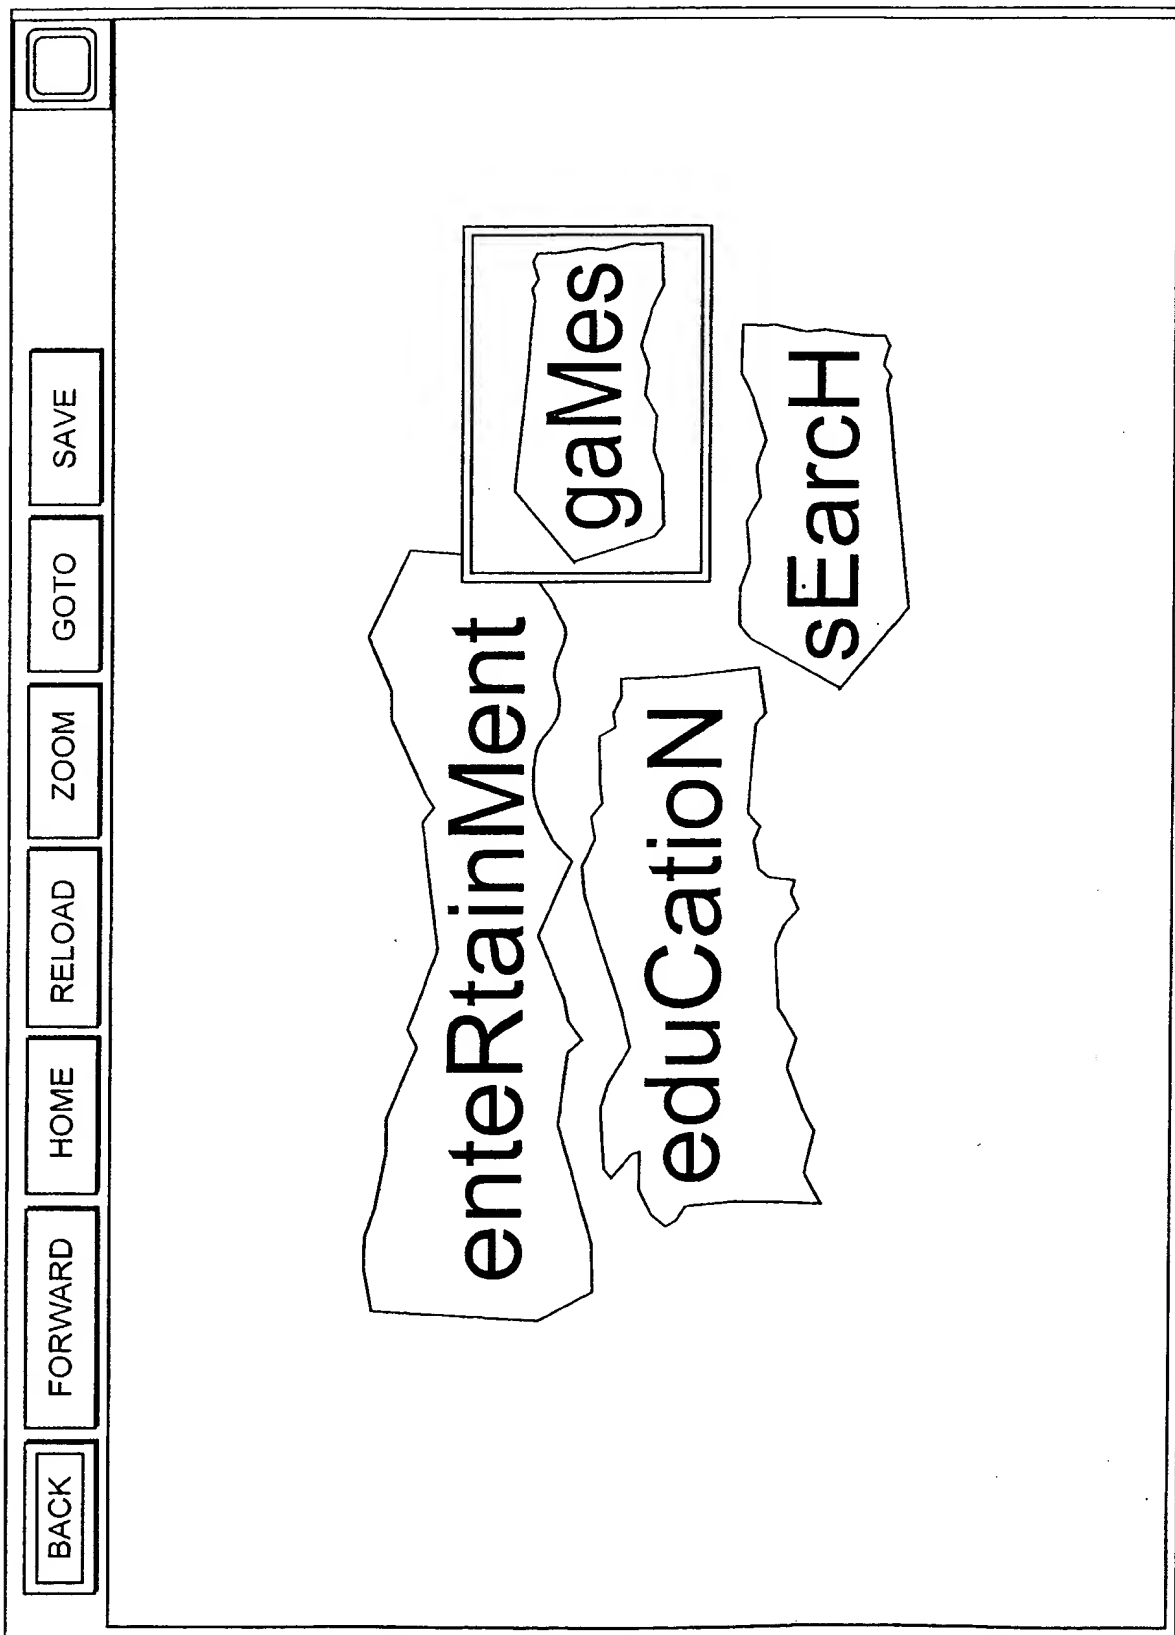 BACK FORWARD HOME RELOAD ZOOM GOTO SAVE
enteRtainMent
gaMes
eduCatioN
sEarcH